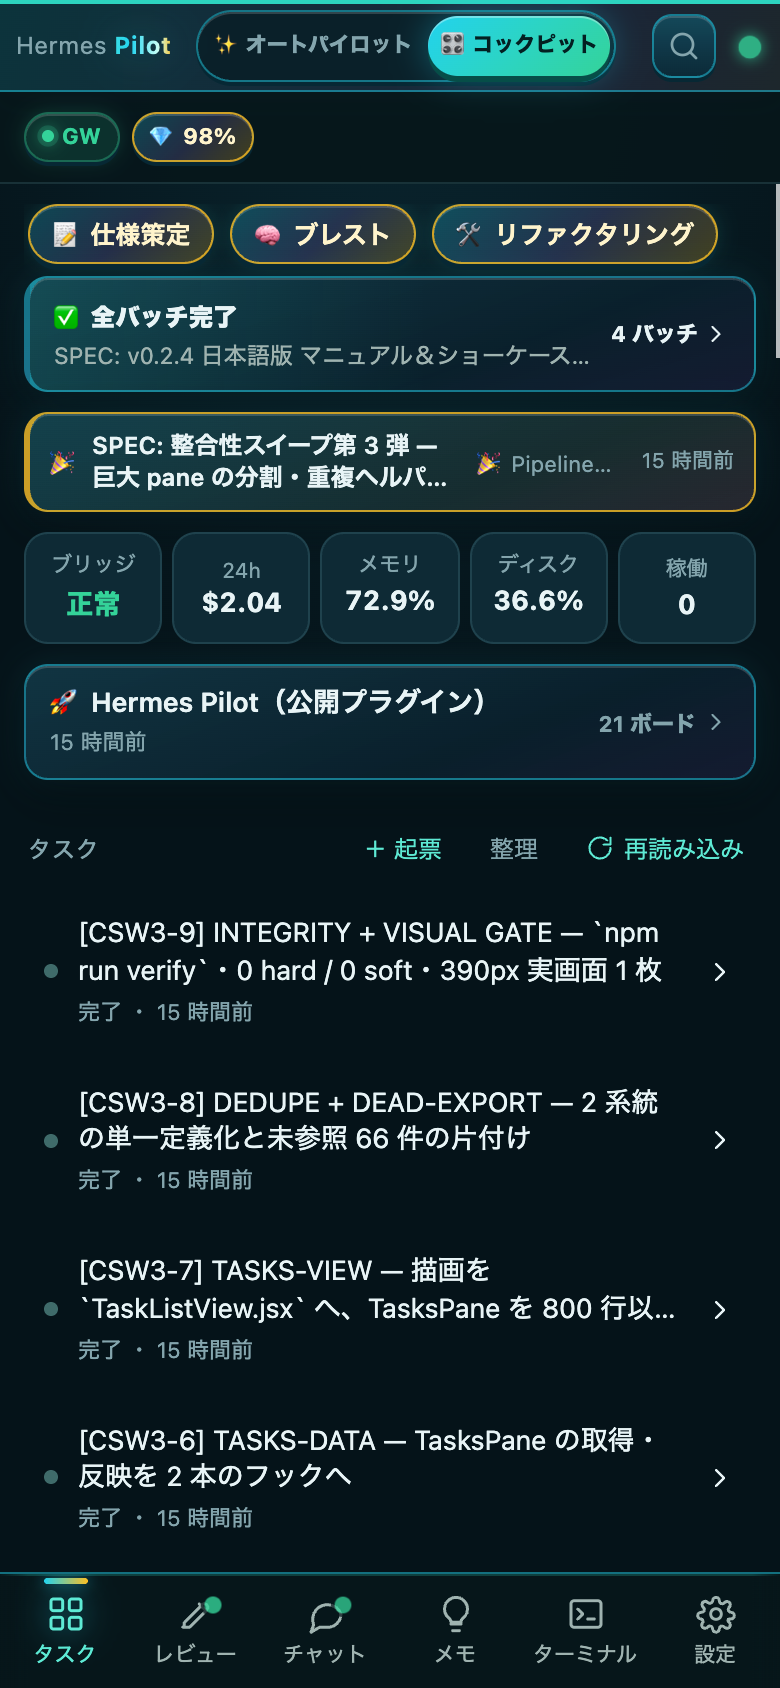 Hermes Pilot
✨ オートパイロット
🎛️ コックピット
GW
💎 98%
📝 仕様策定
🧠 ブレスト
🛠️ リファクタリング
✅ 全バッチ完了
SPEC: v0.2.4 日本語版 マニュアル＆ショーケース…
4 バッチ
🎉 SPEC: 整合性スイープ第 3 弾 —
巨大 pane の分割・重複ヘルパ…
🎉 Pipeline…
15 時間前
ブリッジ
正常
24h
$2.04
メモリ
72.9%
ディスク
36.6%
稼働
0
🚀 Hermes Pilot（公開プラグイン）
15 時間前
21 ボード
タスク
+ 起票
整理
再読み込み
[CSW3-9] INTEGRITY + VISUAL GATE — `npm
run verify`・0 hard / 0 soft・390px 実画面 1 枚
完了 ・ 15 時間前
[CSW3-8] DEDUPE + DEAD-EXPORT — 2 系統
の単一定義化と未参照 66 件の片付け
完了 ・ 15 時間前
[CSW3-7] TASKS-VIEW — 描画を
`TaskListView.jsx` へ、TasksPane を 800 行以…
完了 ・ 15 時間前
[CSW3-6] TASKS-DATA — TasksPane の取得・
反映を 2 本のフックへ
完了 ・ 15 時間前
タスク
レビュー
チャット
メモ
ターミナル
設定